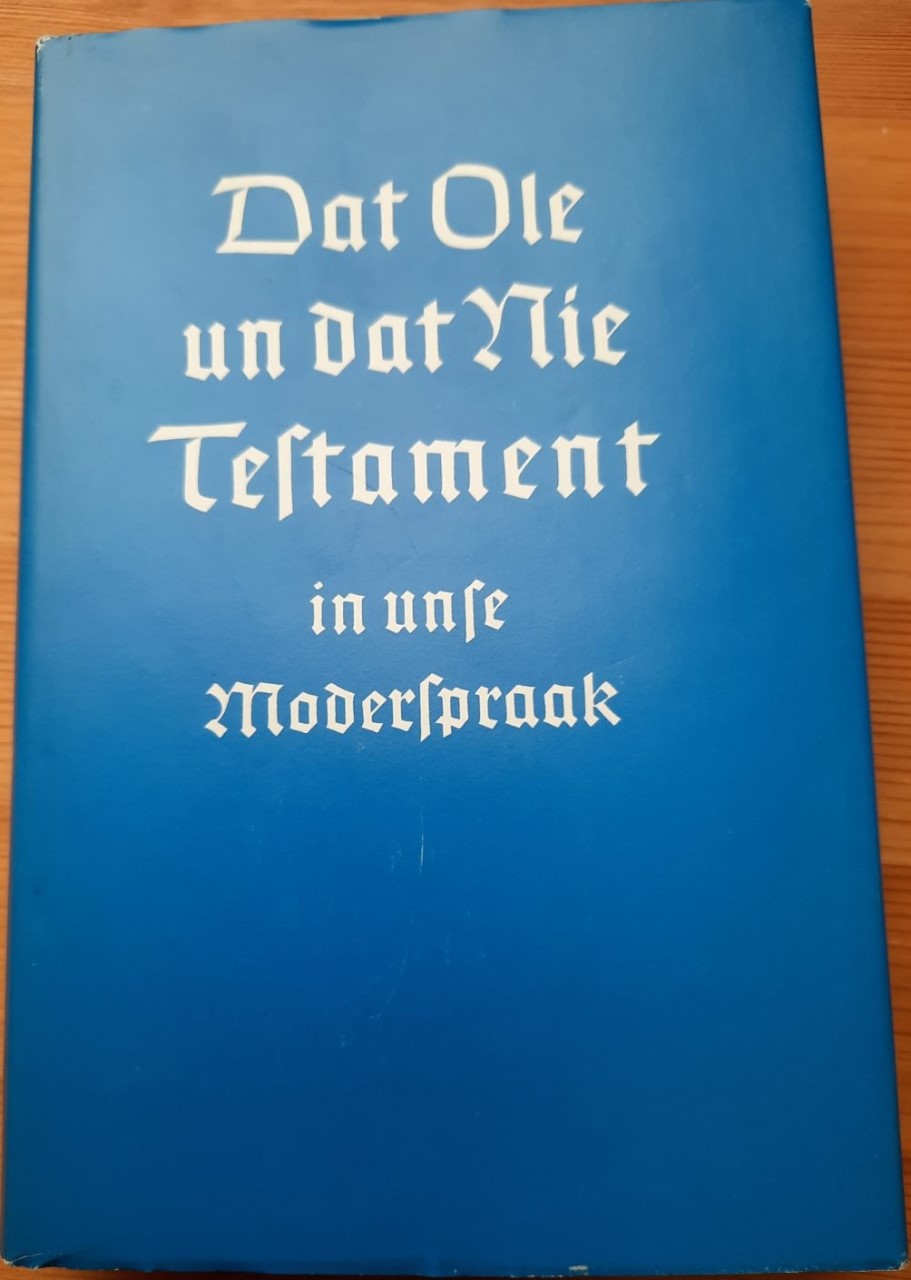 Dat Ole
un dat Nie
Teſtament
in unſe
Moderſpraak